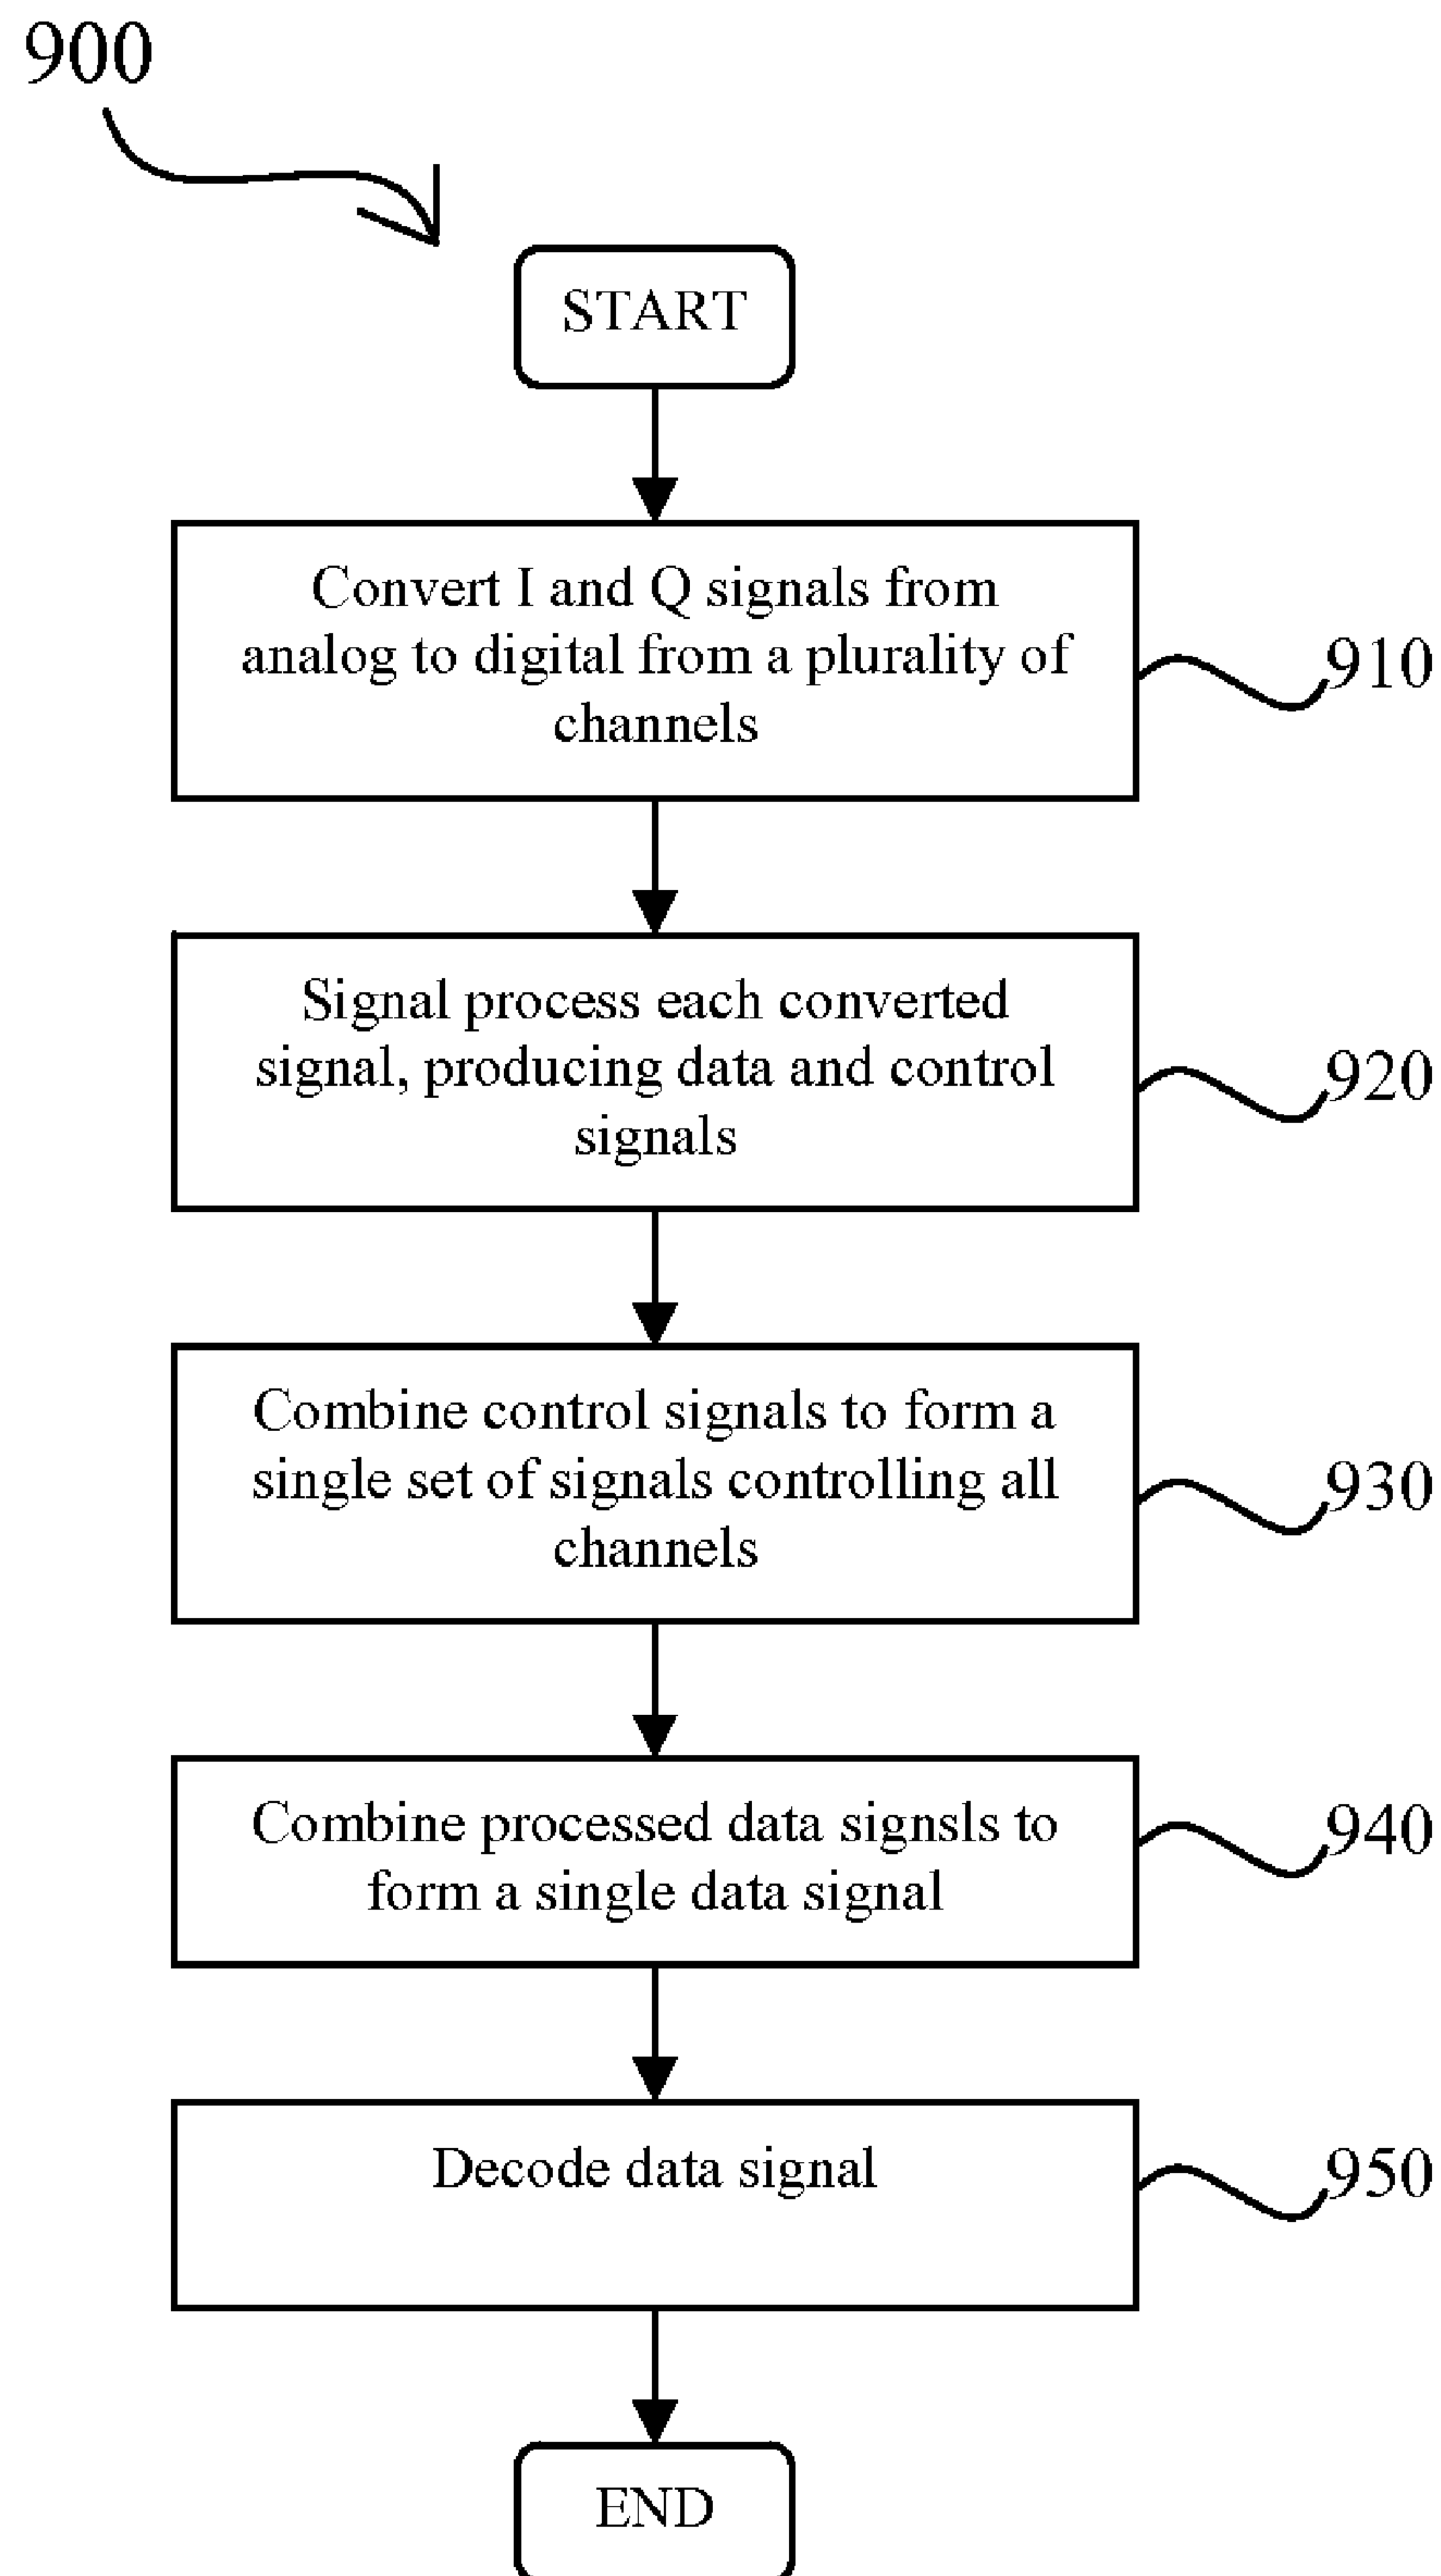 900
START
Convert I and Q signals from
analog to digital from a plurality of
channels
910
Signal process each converted
signal, producing data and control
signals
920
Combine control signals to form a
single set of signals controlling all
channels
930
Combine processed data signsls to
form a single data signal
940
Decode data signal
950
END